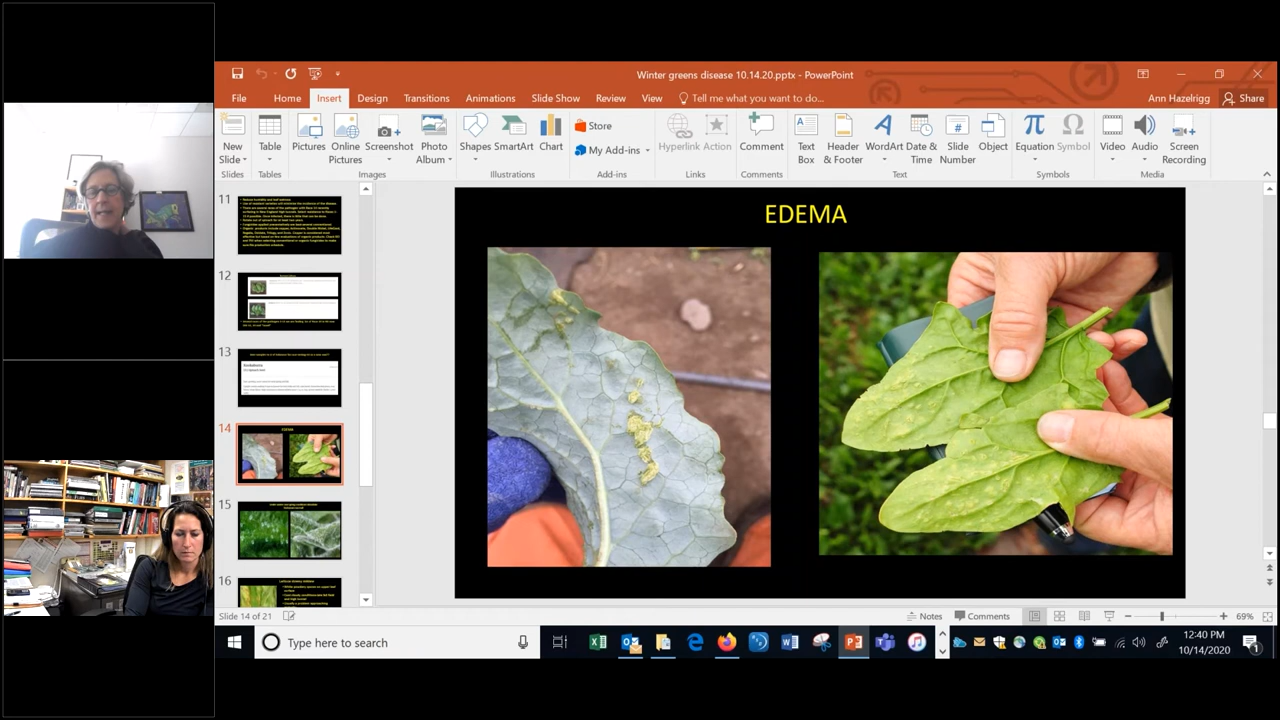 Winter greens disease 10.14.20.pptx - PowerPoint
File Home Insert Design Transitions Animations Slide Show Review View Tell me what you want to do... Ann Hazelrigg Share
New Slide
Table
Pictures
Online Pictures
Screenshot
Photo Album
Shapes
SmartArt
Chart
Store
My Add-ins
Hyperlink
Action
Comment
Text Box
Header & Footer
WordArt
Date & Time
Slide Number
Object
Equation
Symbol
Video
Audio
Screen Recording
Slides Tables Images Illustrations Add-ins Links Comments Text Symbols Media
11
12
13
14
EDEMA
15
16
EDEMA
Slide 14 of 21 Notes Comments 69%
Type here to search
12:40 PM
10/14/2020
1